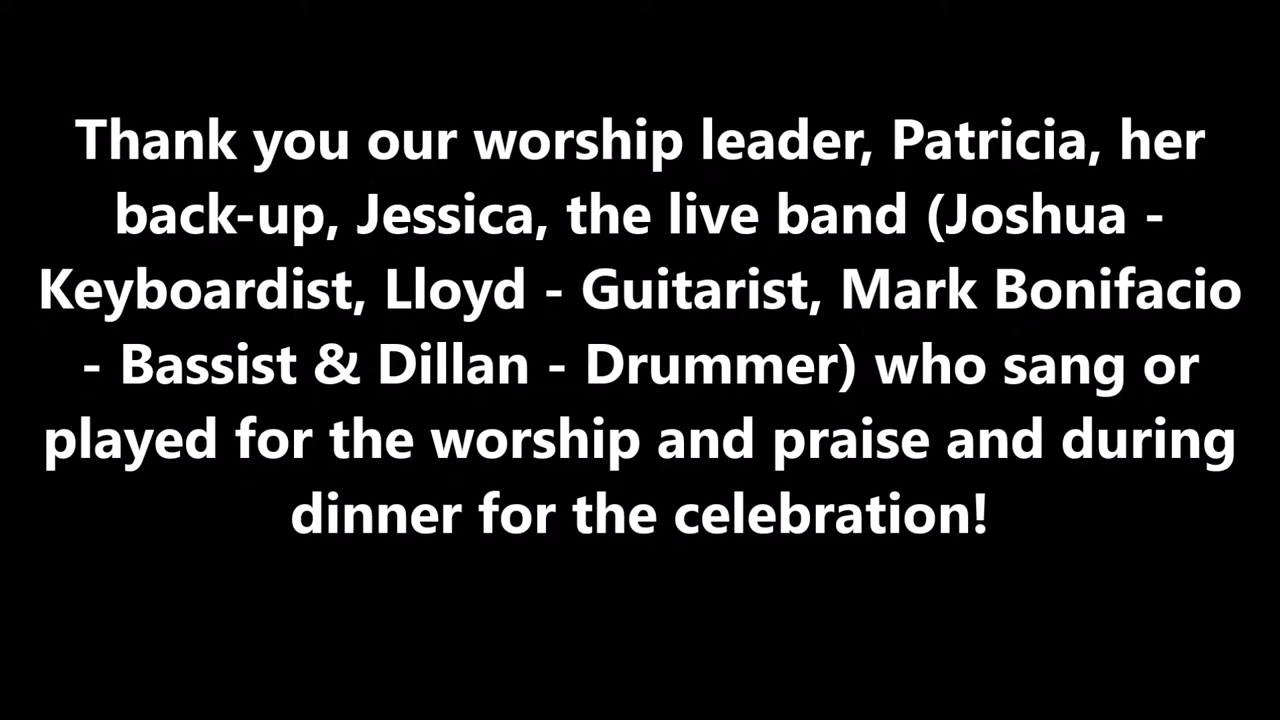 Thank you our worship leader, Patricia, her
back-up, Jessica, the live band (Joshua -
Keyboardist, Lloyd - Guitarist, Mark Bonifacio
- Bassist & Dillan - Drummer) who sang or
played for the worship and praise and during
dinner for the celebration!